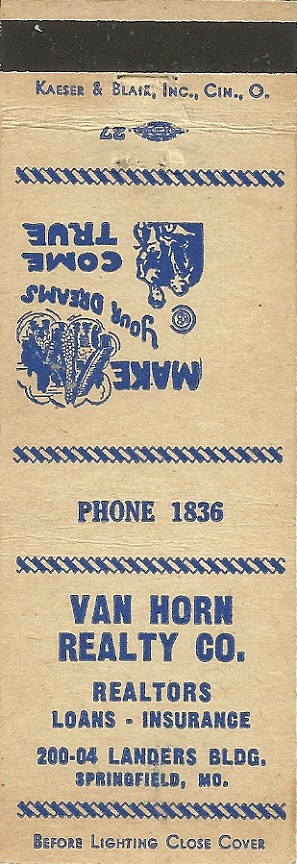 KAESER & BLAIR, INC., CIN., O.
27
MAKE
YOUR DREAMS
COME
TRUE
PHONE 1836
VAN HORN
REALTY CO.
REALTORS
LOANS - INSURANCE
200-04 LANDERS BLDG.
SPRINGFIELD, MO.
BEFORE LIGHTING CLOSE COVER